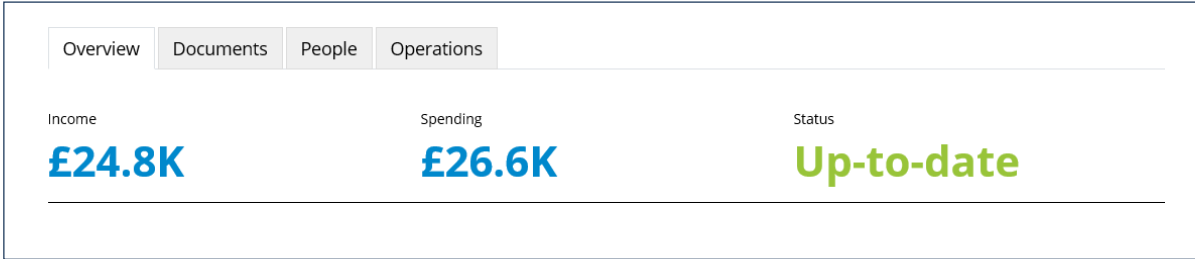 Overview Documents People Operations
Income Spending Status
£24.8K £26.6K Up-to-date